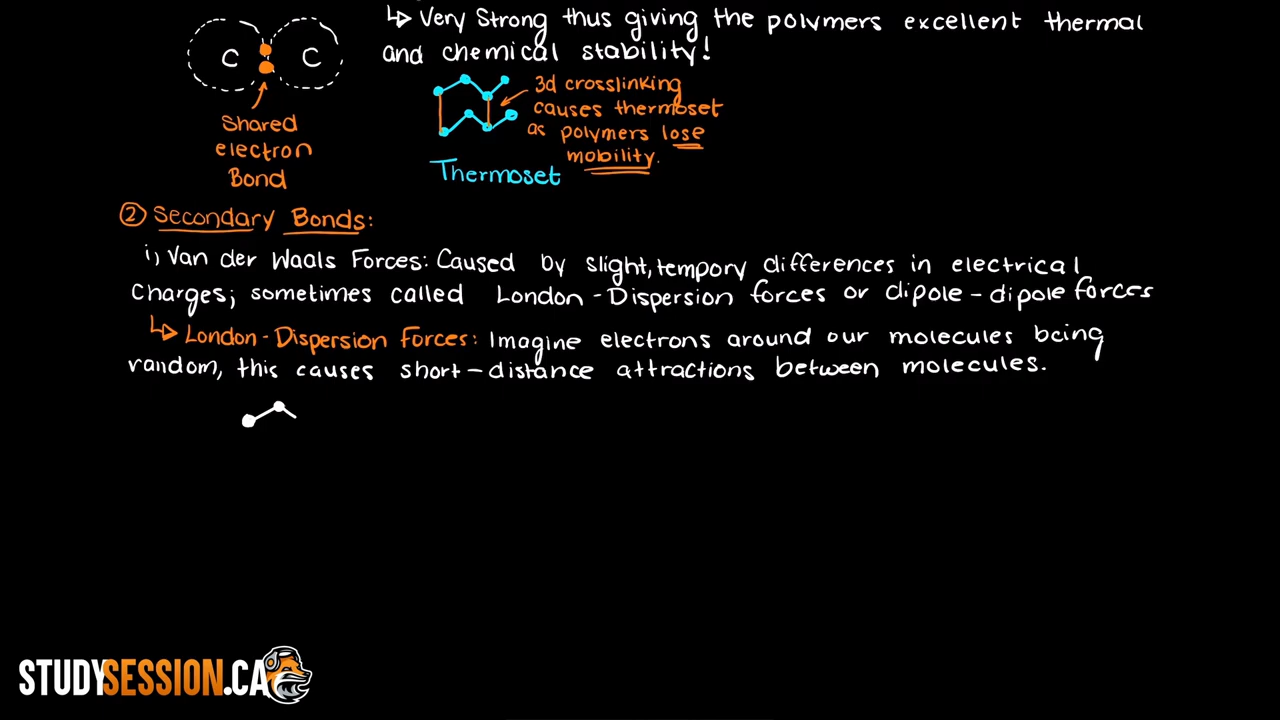 ↳ Very Strong thus giving the polymers excellent thermal
and chemical stability!
C C
Shared
electron
Bond
3d crosslinking
causes thermoset
as polymers lose
mobility.
Thermoset
② Secondary Bonds:
i, Van der Waals Forces: Caused by slight, tempory differences in electrical
Charges; sometimes called London-Dispersion forces or dipole-dipole forces
↳ London-Dispersion Forces: Imagine electrons around our molecules being
random, this causes short-distance attractions between molecules.
STUDYSESSION.CA